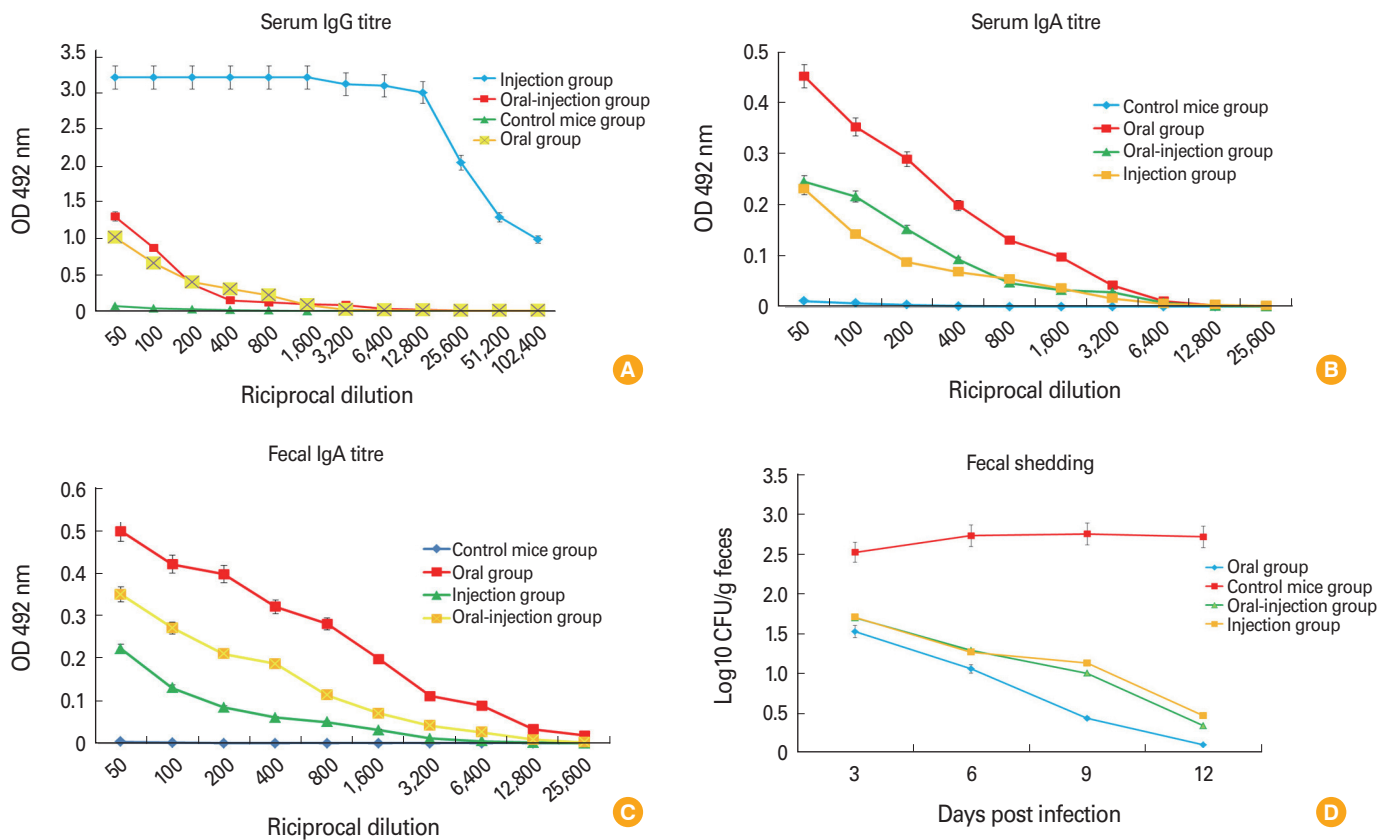 Serum IgG titre
OD 492 nm
3.5
3.0
2.5
2.0
1.5
1.0
0.5
0
Injection group
Oral-injection group
Control mice group
Oral group
50
100
200
400
800
1,600
3,200
6,400
12,800
25,600
51,200
102,400
Riciprocal dilution
A
Serum IgA titre
OD 492 nm
0.5
0.4
0.3
0.2
0.1
0
Control mice group
Oral group
Oral-injection group
Injection group
50
100
200
400
800
1,600
3,200
6,400
12,800
25,600
Riciprocal dilution
B
Fecal IgA titre
OD 492 nm
0.6
0.5
0.4
0.3
0.2
0.1
0
Control mice group
Oral group
Injection group
Oral-injection group
50
100
200
400
800
1,600
3,200
6,400
12,800
25,600
Riciprocal dilution
C
Fecal shedding
Log10 CFU/g feces
3.5
3.0
2.5
2.0
1.5
1.0
0.5
0
Oral group
Control mice group
Oral-injection group
Injection group
3
6
9
12
Days post infection
D